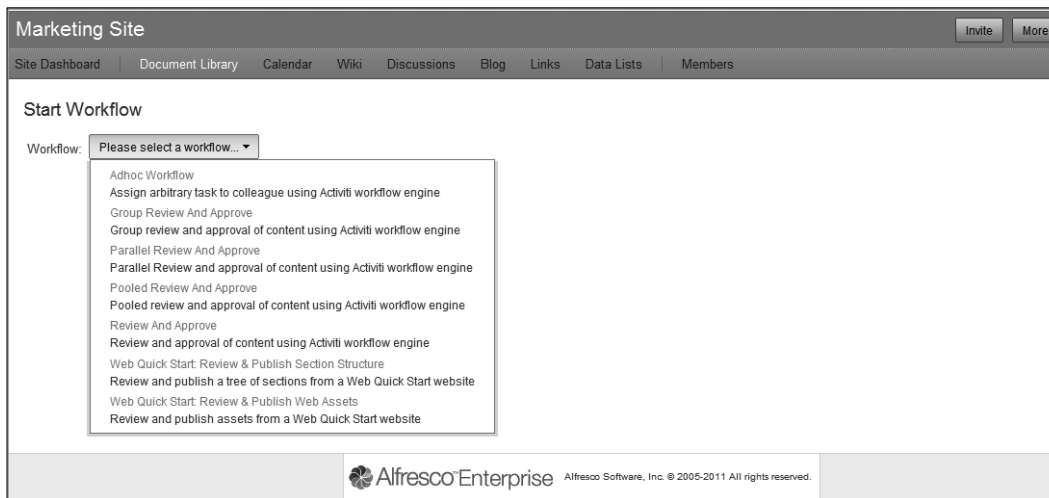 Marketing Site
Invite
More
Site Dashboard Document Library Calendar Wiki Discussions Blog Links Data Lists Members
Start Workflow
Workflow: Please select a workflow...
Adhoc Workflow
Assign arbitrary task to colleague using Activiti workflow engine
Group Review And Approve
Group review and approval of content using Activiti workflow engine
Parallel Review And Approve
Parallel Review and approval of content using Activiti workflow engine
Pooled Review And Approve
Pooled review and approval of content using Activiti workflow engine
Review And Approve
Review and approval of content using Activiti workflow engine
Web Quick Start: Review & Publish Section Structure
Review and publish a tree of sections from a Web Quick Start website
Web Quick Start: Review & Publish Web Assets
Review and publish assets from a Web Quick Start website
Alfresco™ Enterprise Alfresco Software, Inc. © 2005-2011 All rights reserved.